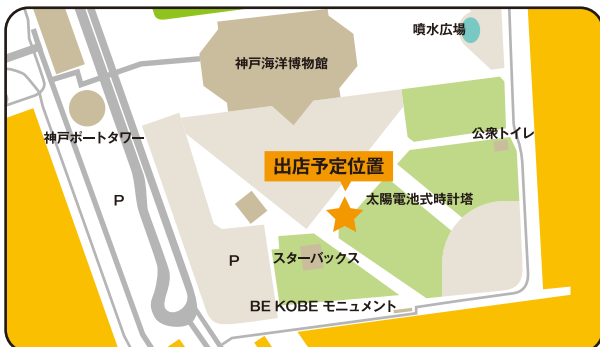 噴水広場
神戸海洋博物館
神戸ポートタワー
公衆トイレ
出店予定位置
P
太陽電池式時計塔
P
スターバックス
BE KOBE モニュメント